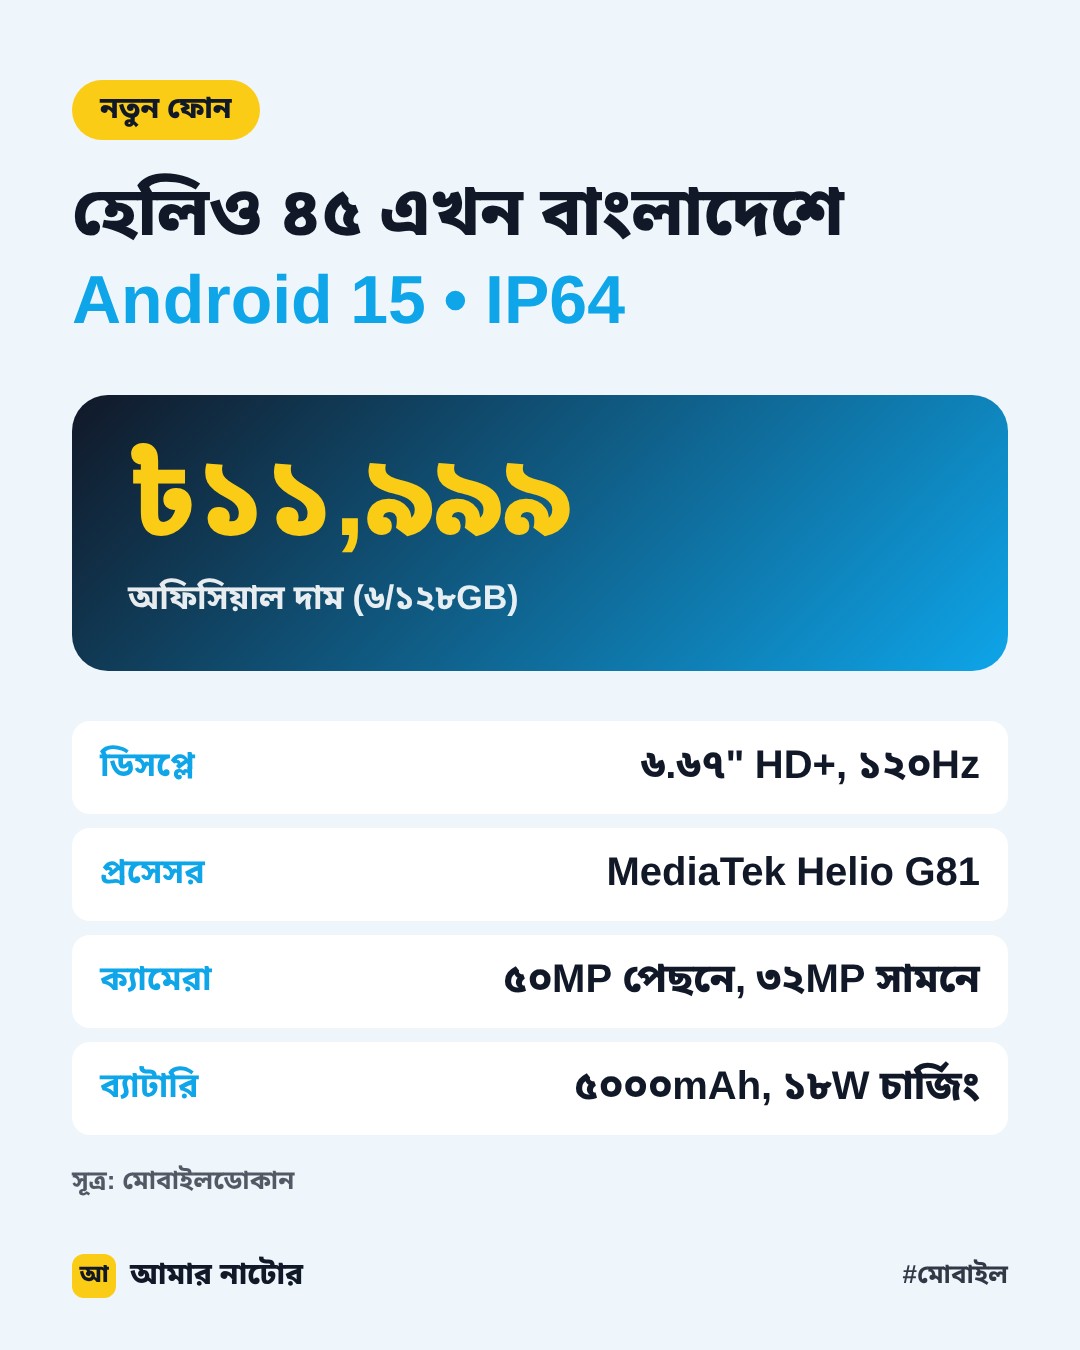 নতুন ফোন
হেলিও ৪৫ এখন বাংলাদেশে
Android 15 • IP64
৳১১,৯৯৯
অফিসিয়াল দাম (৬/১২৮GB)
ডিসপ্লে ৬.৬৭" HD+, ১২০Hz
প্রসেসর MediaTek Helio G81
ক্যামেরা ৫০MP পেছনে, ৩২MP সামনে
ব্যাটারি ৫০০০mAh, ১৮W চার্জিং
সূত্র: মোবাইলডোকান
আ আমার নাটোর #মোবাইল